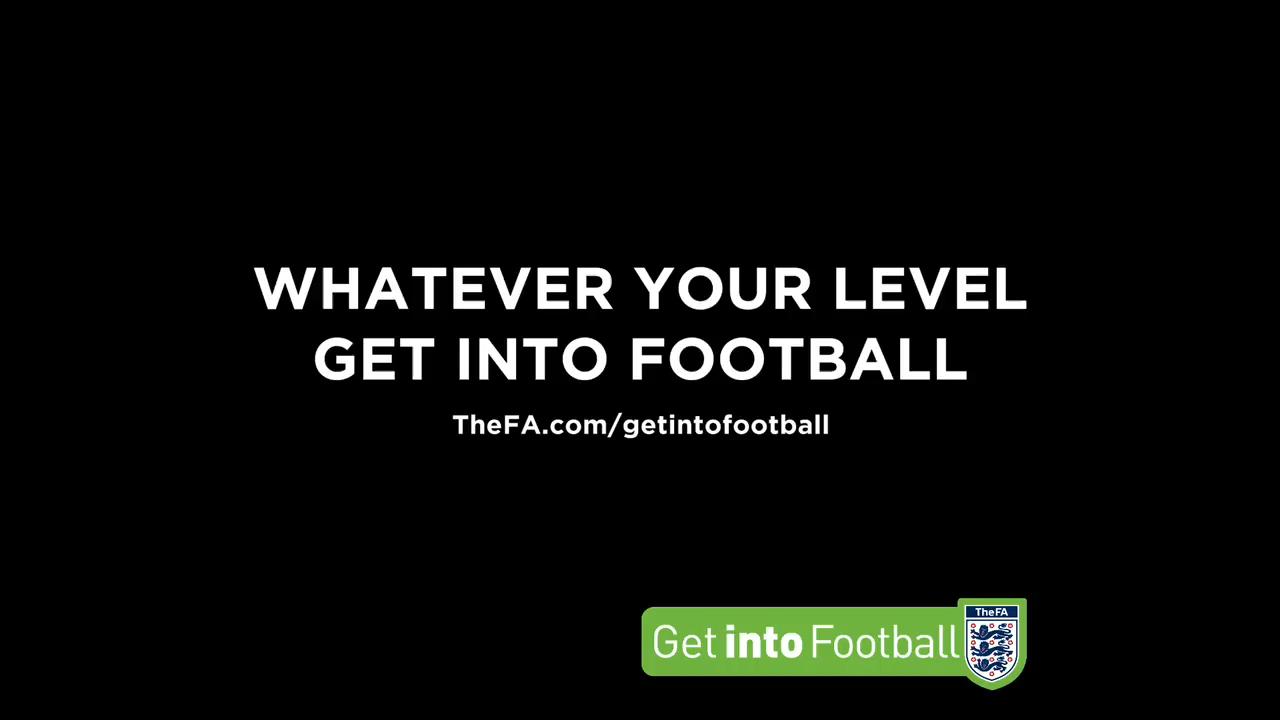 WHATEVER YOUR LEVEL
GET INTO FOOTBALL
TheFA.com/getintofootball
Get into Football
TheFA